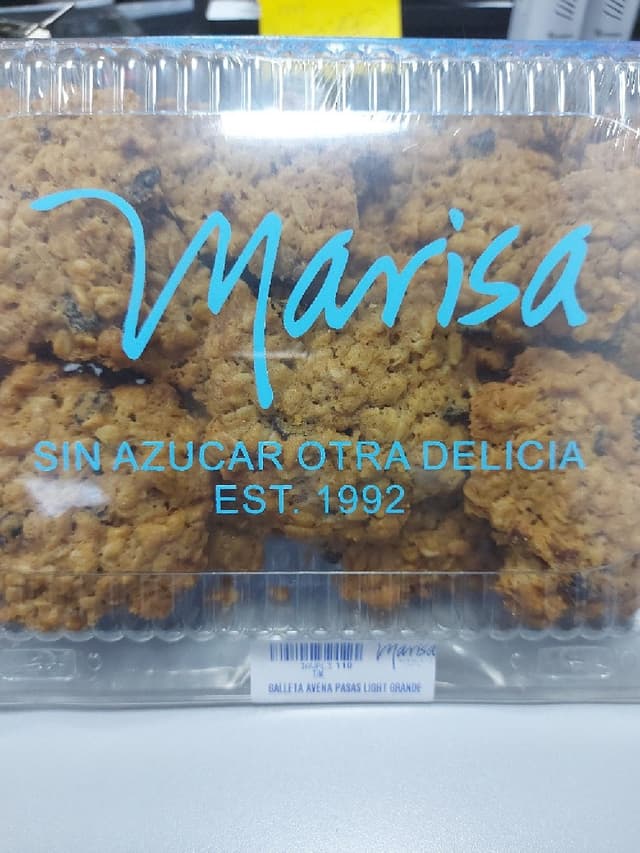 Marisa
SIN AZUCAR OTRA DELICIA
EST. 1992
Marisa
GALLETA AVENA PASAS LIGHT GRANDE